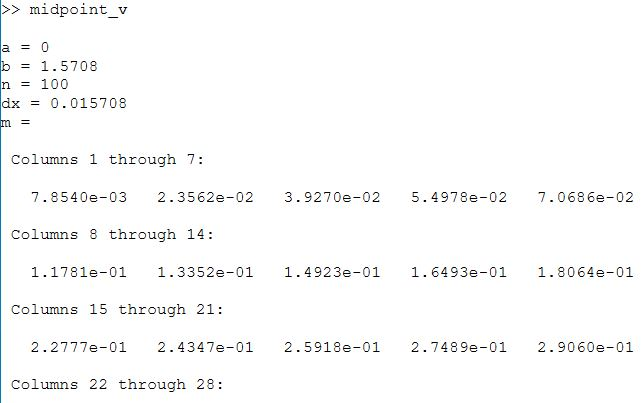 >> midpoint_v
a = 0
b = 1.5708
n = 100
dx = 0.015708
m =
Columns 1 through 7:
7.8540e-03 2.3562e-02 3.9270e-02 5.4978e-02 7.0686e-02
Columns 8 through 14:
1.1781e-01 1.3352e-01 1.4923e-01 1.6493e-01 1.8064e-01
Columns 15 through 21:
2.2777e-01 2.4347e-01 2.5918e-01 2.7489e-01 2.9060e-01
Columns 22 through 28: